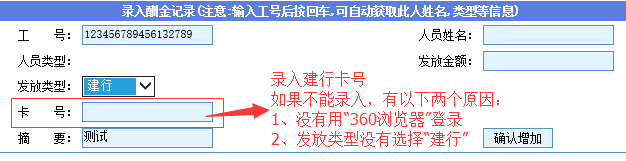 录入酬金记录(注意:输入工号后按回车,可自动获取此人姓名,类型等信息)
工 号: 123456789456132789 人员姓名:
人员类型: 发放金额:
发放类型: 建行
录入建行卡号
如果不能录入，有以下两个原因：
卡 号:
1、没有用“360浏览器”登录
摘 要: 测试 2、发放类型没有选择“建行” 确认增加